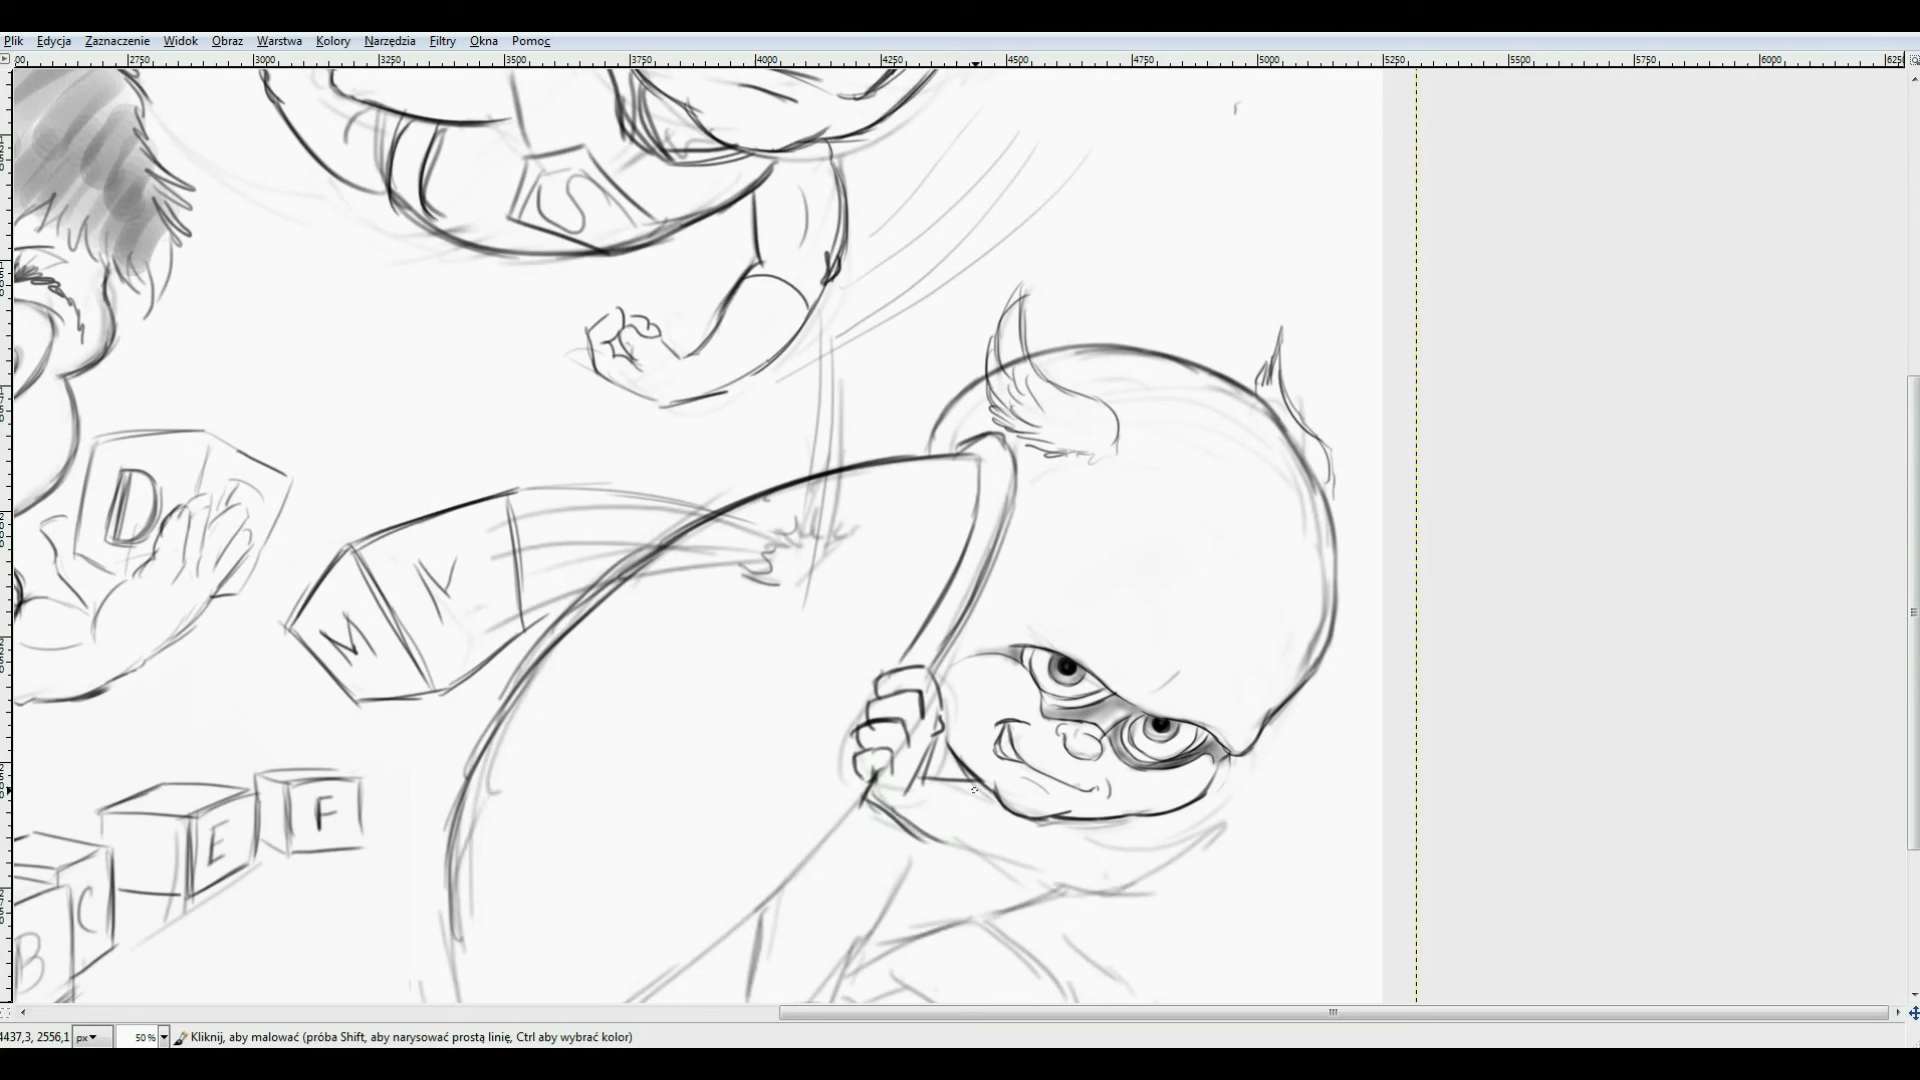 Plik Edycja Zaznaczenie Widok Obraz Warstwa Kolory Narzędzia Filtry Okna Pomoc
2750 3000 3250 3500 3750 4000 4250 4500 4750 5000 5250 5500 5750 6000
S
D
M V
E F
C
B
4437,3, 2556,1 px 50 % Kliknij, aby malować (próba Shift, aby narysować prostą linię, Ctrl aby wybrać kolor)